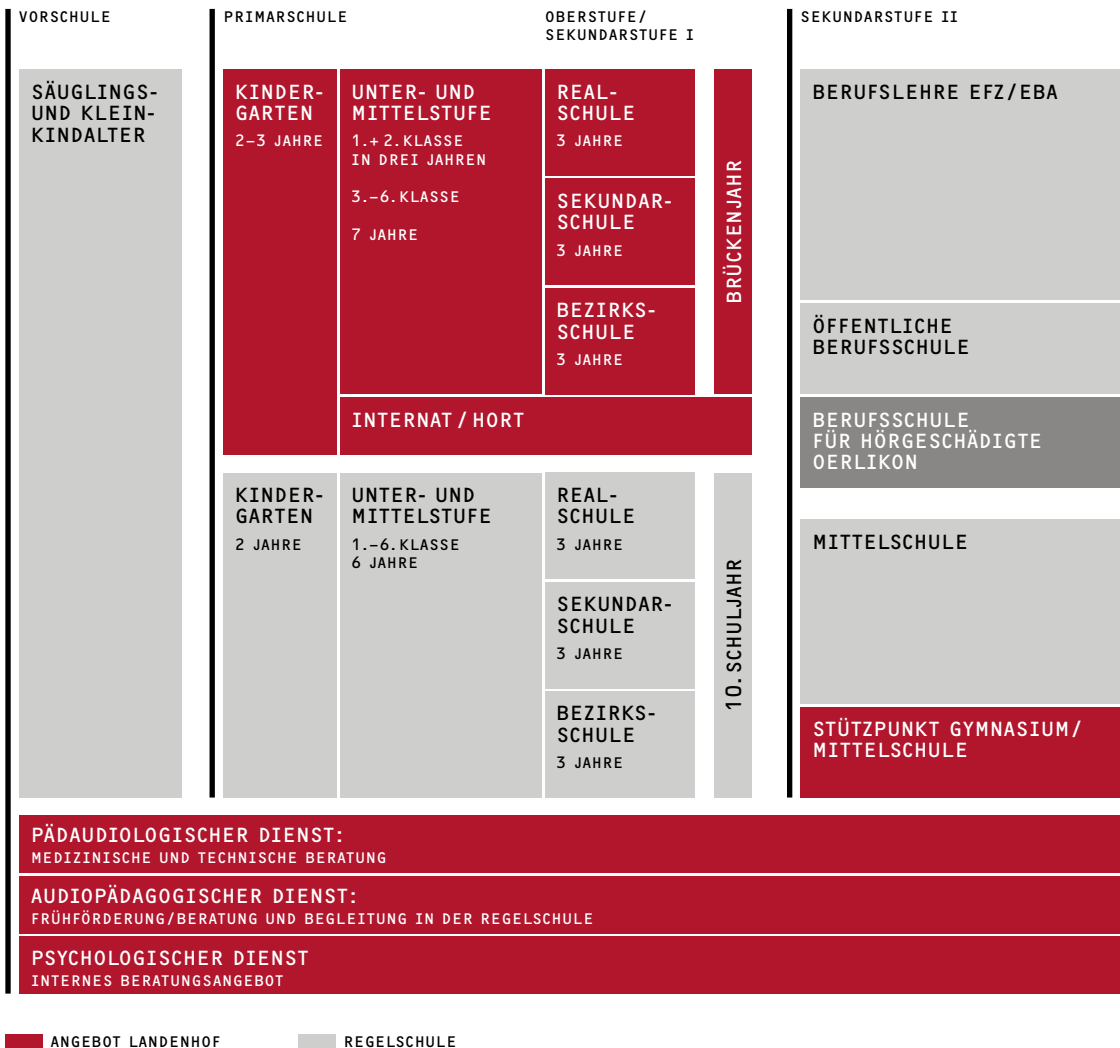 VORSCHULE
PRIMARSCHULE
OBERSTUFE/
SEKUNDARSTUFE I
SEKUNDARSTUFE II
SÄUGLINGS-
UND KLEIN-
KINDALTER
KINDER-
GARTEN
2–3 JAHRE
UNTER- UND
MITTELSTUFE
1.+2.KLASSE
IN DREI JAHREN
3.–6.KLASSE
7 JAHRE
REAL-
SCHULE
3 JAHRE
SEKUNDAR-
SCHULE
3 JAHRE
BEZIRKS-
SCHULE
3 JAHRE
BRÜCKENJAHR
INTERNAT/HORT
BERUFSLEHRE EFZ/EBA
ÖFFENTLICHE
BERUFSSCHULE
BERUFSSCHULE
FÜR HÖRGESCHÄDIGTE
OERLIKON
KINDER-
GARTEN
2 JAHRE
UNTER- UND
MITTELSTUFE
1.–6.KLASSE
6 JAHRE
REAL-
SCHULE
3 JAHRE
SEKUNDAR-
SCHULE
3 JAHRE
BEZIRKS-
SCHULE
3 JAHRE
10. SCHULJAHR
MITTELSCHULE
STÜTZPUNKT GYMNASIUM/
MITTELSCHULE
PÄDAUDIOLOGISCHER DIENST:
MEDIZINISCHE UND TECHNISCHE BERATUNG
AUDIOPÄDAGOGISCHER DIENST:
FRÜHFÖRDERUNG/BERATUNG UND BEGLEITUNG IN DER REGELSCHULE
PSYCHOLOGISCHER DIENST
INTERNES BERATUNGSANGEBOT
ANGEBOT LANDENHOF
REGELSCHULE